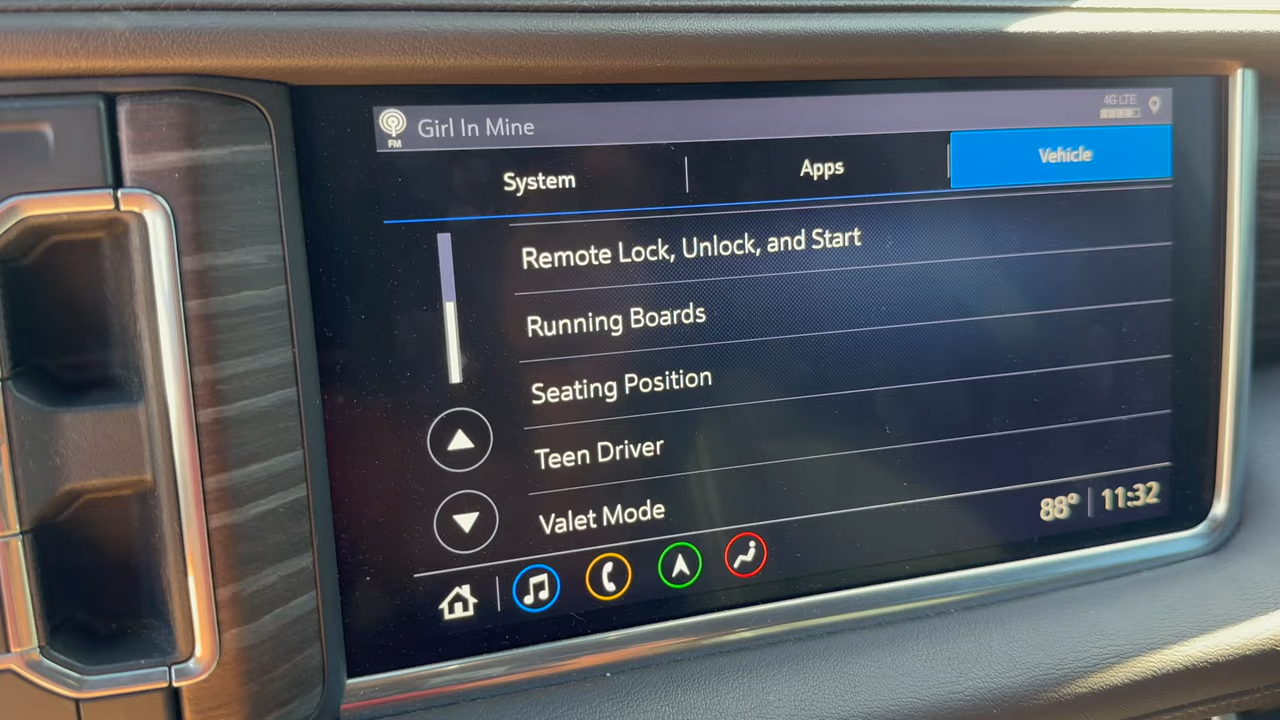 FM
Girl In Mine
4G LTE
System
Apps
Vehicle
Remote Lock, Unlock, and Start
Running Boards
Seating Position
Teen Driver
Valet Mode
88° 11:32